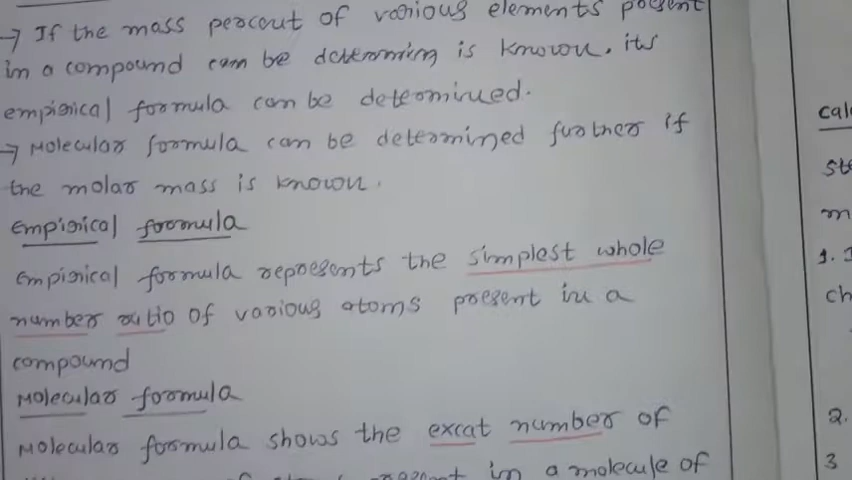 → If the mass percent of various elements present
in a compound can be determing is known, its
empirical formula can be determined.
→ Molecular formula can be determined further if
the molar mass is known.
Empirical formula
Empirical formula represents the simplest whole
number ratio of various atoms present in a
compound
Molecular formula
Molecular formula shows the excat number of
present in a molecule of
calc
ste
m
1. I
ch
2.
3